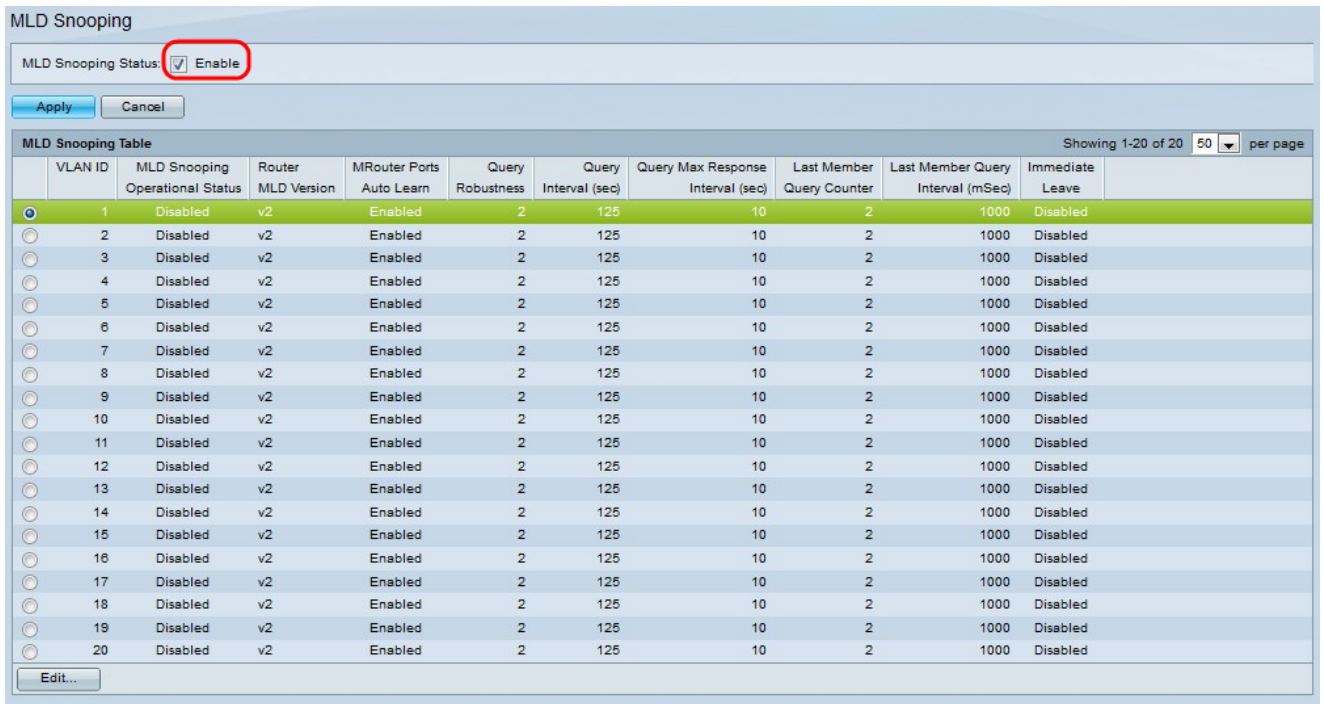 MLD Snooping
MLD Snooping Status: Enable
Apply Cancel
MLD Snooping Table Showing 1-20 of 20 50 per page
VLAN ID MLD Snooping Router MRouter Ports Query Query Query Max Response Last Member Last Member Query Immediate
Operational Status MLD Version Auto Learn Robustness Interval (sec) Interval (sec) Query Counter Interval (mSec) Leave
1 Disabled v2 Enabled 2 125 10 2 1000 Disabled
2 Disabled v2 Enabled 2 125 10 2 1000 Disabled
3 Disabled v2 Enabled 2 125 10 2 1000 Disabled
4 Disabled v2 Enabled 2 125 10 2 1000 Disabled
5 Disabled v2 Enabled 2 125 10 2 1000 Disabled
6 Disabled v2 Enabled 2 125 10 2 1000 Disabled
7 Disabled v2 Enabled 2 125 10 2 1000 Disabled
8 Disabled v2 Enabled 2 125 10 2 1000 Disabled
9 Disabled v2 Enabled 2 125 10 2 1000 Disabled
10 Disabled v2 Enabled 2 125 10 2 1000 Disabled
11 Disabled v2 Enabled 2 125 10 2 1000 Disabled
12 Disabled v2 Enabled 2 125 10 2 1000 Disabled
13 Disabled v2 Enabled 2 125 10 2 1000 Disabled
14 Disabled v2 Enabled 2 125 10 2 1000 Disabled
15 Disabled v2 Enabled 2 125 10 2 1000 Disabled
16 Disabled v2 Enabled 2 125 10 2 1000 Disabled
17 Disabled v2 Enabled 2 125 10 2 1000 Disabled
18 Disabled v2 Enabled 2 125 10 2 1000 Disabled
19 Disabled v2 Enabled 2 125 10 2 1000 Disabled
20 Disabled v2 Enabled 2 125 10 2 1000 Disabled
Edit...